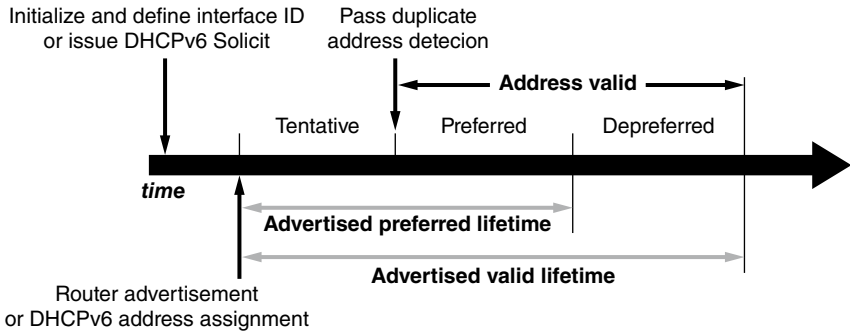 Initialize and define interface ID
or issue DHCPv6 Solicit
Pass duplicate
address detecion
Address valid
Tentative
Preferred
Depreferred
time
Advertised preferred lifetime
Advertised valid lifetime
Router advertisement
or DHCPv6 address assignment